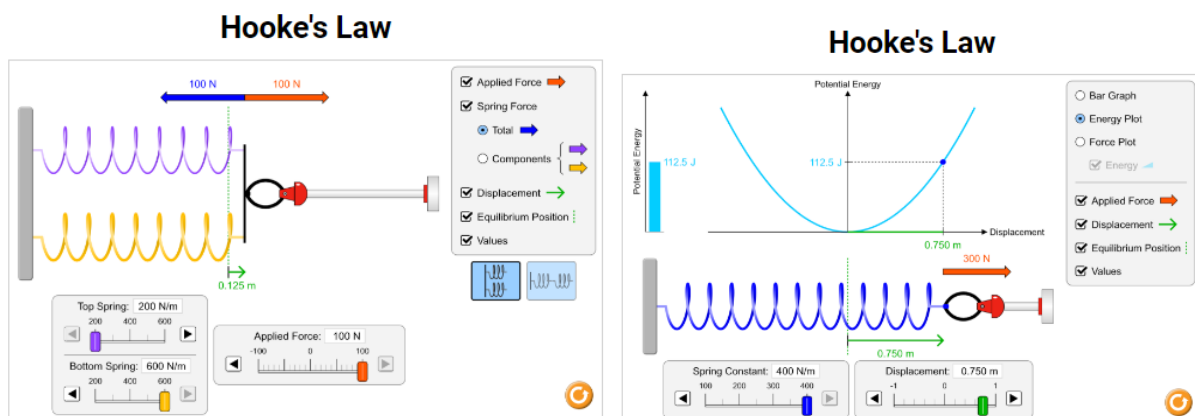 Hooke's Law
100 N 100 N
Applied Force
Spring Force
Total
Components
Displacement
Equilibrium Position
Values
0.125 m
Top Spring: 200 N/m
200 400 600
Bottom Spring: 600 N/m
200 400 600
Applied Force: 100 N
-100 0 100
Hooke's Law
Potential Energy
Potential Energy
112.5 J
112.5 J
Displacement
0.750 m
300 N
0.750 m
Bar Graph
Energy Plot
Force Plot
Energy
Applied Force
Displacement
Equilibrium Position
Values
Spring Constant: 400 N/m
100 200 300 400
Displacement: 0.750 m
-1 0 1